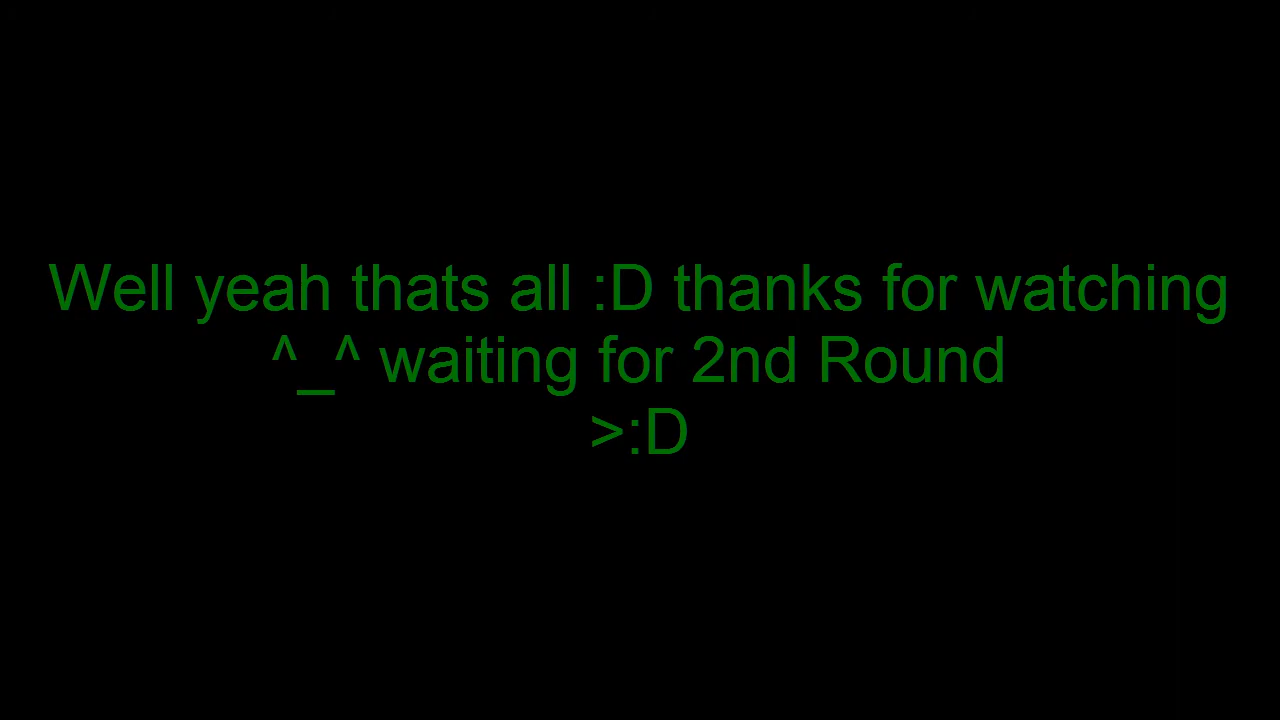 Well yeah thats all :D thanks for watching
^_^ waiting for 2nd Round
>:D